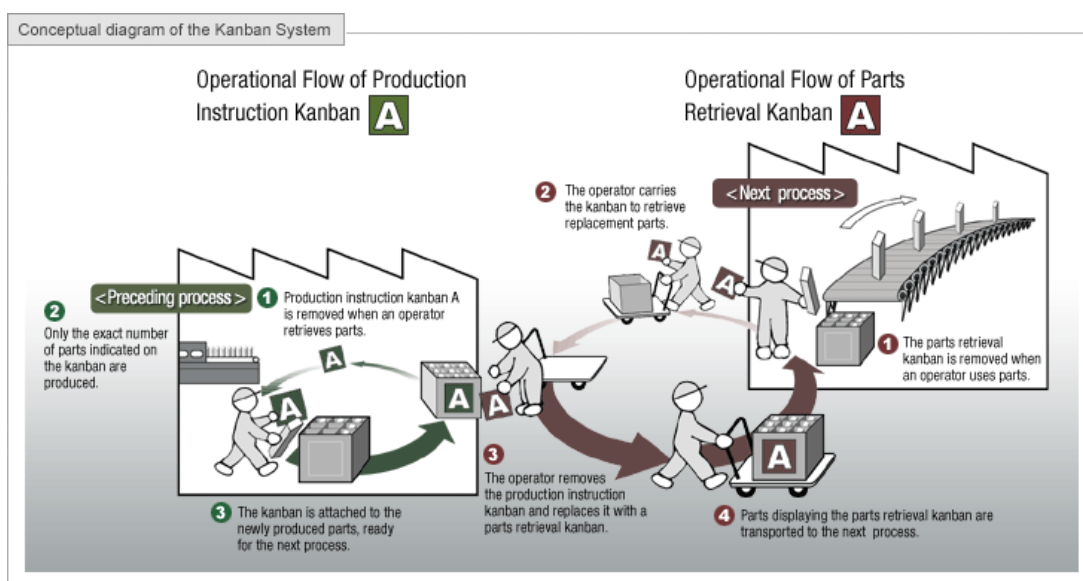 Conceptual diagram of the Kanban System
Operational Flow of Production
Instruction Kanban A
Operational Flow of Parts
Retrieval Kanban A
<Preceding process>
1 Production instruction kanban A
is removed when an operator
retrieves parts.
2
Only the exact number
of parts indicated on
the kanban are
produced.
A
A
A
3 The kanban is attached to the
newly produced parts, ready
for the next process.
<Next process>
1 The parts retrieval
kanban is removed when
an operator uses parts.
A
2 The operator carries
the kanban to retrieve
replacement parts.
A
A
3
The operator removes
the production instruction
kanban and replaces it with a
parts retrieval kanban.
A
4 Parts displaying the parts retrieval kanban are
transported to the next process.